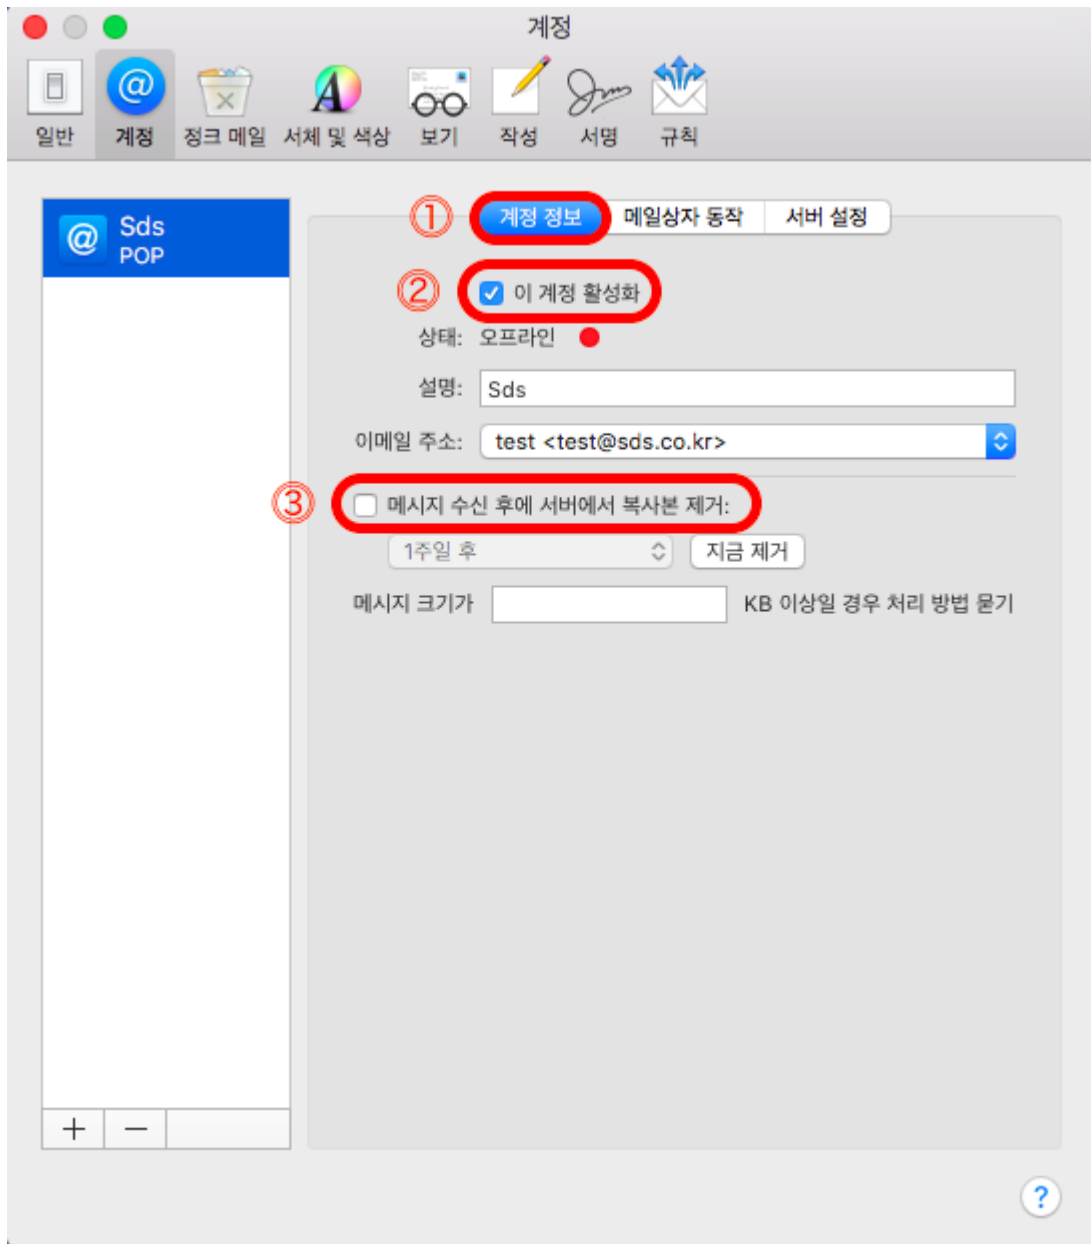 계정
일반 계정 정크 메일 서체 및 색상 보기 작성 서명 규칙
Sds
POP
① 계정 정보 메일상자 동작 서버 설정
② 이 계정 활성화
상태: 오프라인
설명: Sds
이메일 주소: test <test@sds.co.kr>
③ 메시지 수신 후에 서버에서 복사본 제거:
1주일 후 지금 제거
메시지 크기가 KB 이상일 경우 처리 방법 묻기